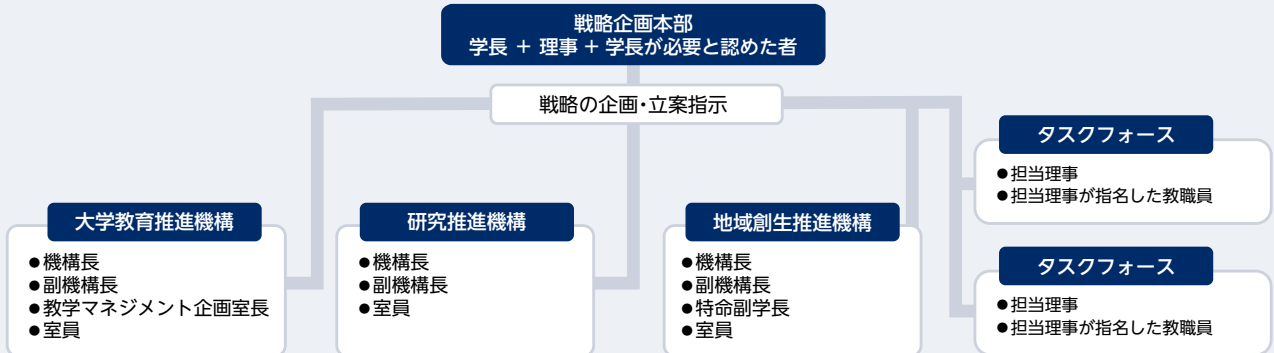 戦略企画本部
学長 + 理事 + 学長が必要と認めた者
戦略の企画・立案指示
大学教育推進機構
●機構長
●副機構長
●教学マネジメント企画室長
●室員
研究推進機構
●機構長
●副機構長
●室員
地域創生推進機構
●機構長
●副機構長
●特命副学長
●室員
タスクフォース
●担当理事
●担当理事が指名した教職員
タスクフォース
●担当理事
●担当理事が指名した教職員